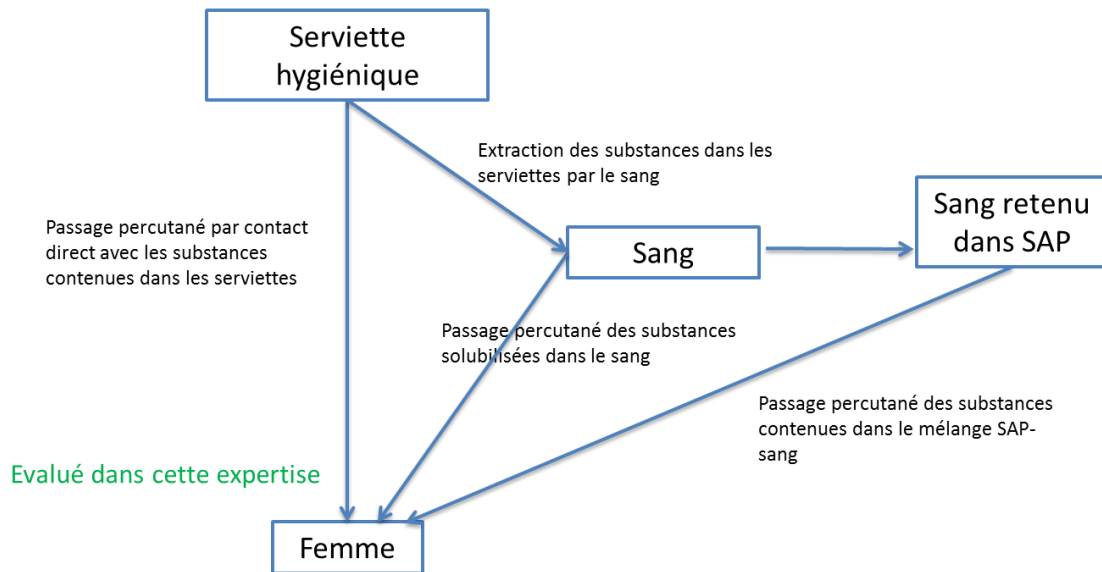 Serviette
hygiénique
Extraction des substances dans les
serviettes par le sang
Passage percutané par contact
direct avec les substances
contenues dans les serviettes
Sang
Sang retenu
dans SAP
Passage percutané des substances
solubilisées dans le sang
Passage percutané des substances
contenues dans le mélange SAP-
sang
Evalué dans cette expertise
Femme